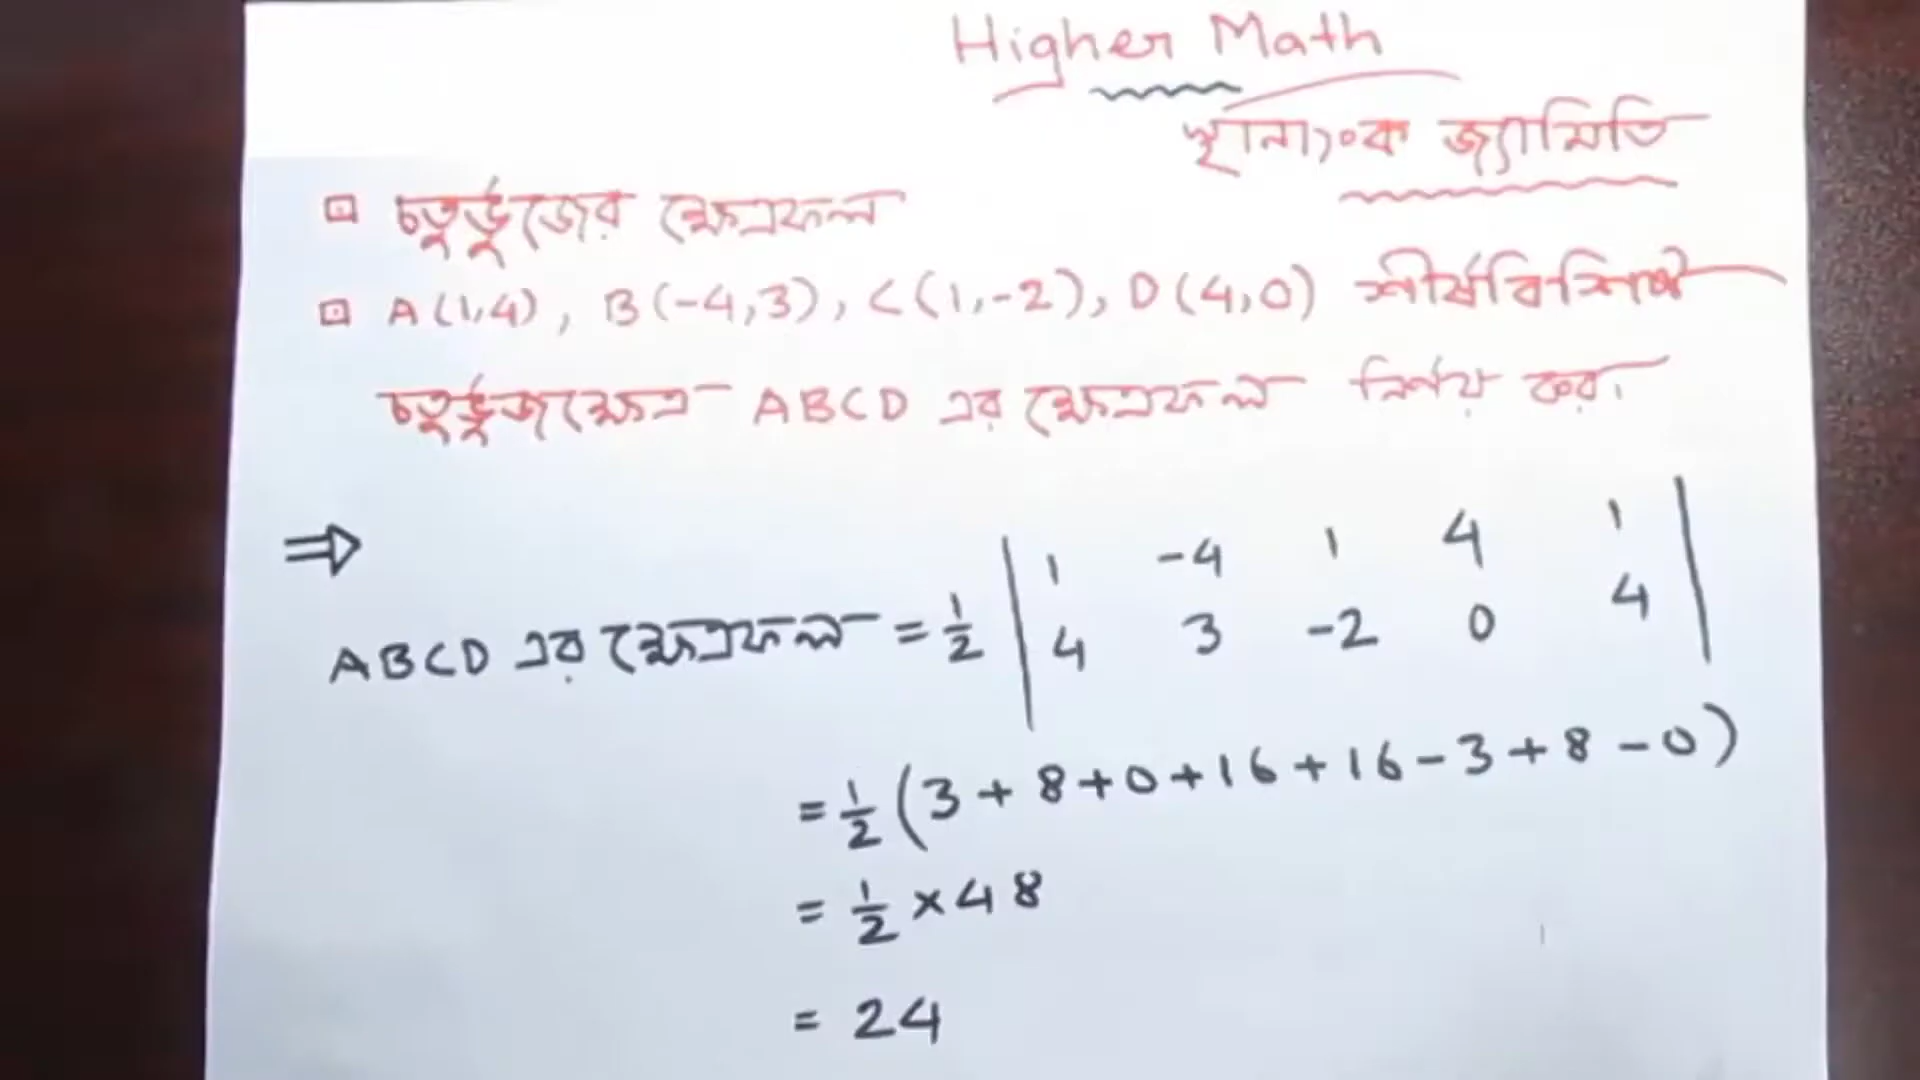 Higher Math
স্থানাংক জ্যামিতি
চতুর্ভুজের ক্ষেত্রফল
A(1,4), B(-4,3), C(1,-2), D(4,0) শীর্ষবিশিষ্ট
চতুর্ভুজক্ষেত্র ABCD এর ক্ষেত্রফল নির্ণয় কর।
⇒
1 -4 1 4 1
ABCD এর ক্ষেত্রফল = 1/2 | 4 3 -2 0 4 |
= 1/2 (3+8+0+16+16-3+8-0)
= 1/2 × 48
= 24